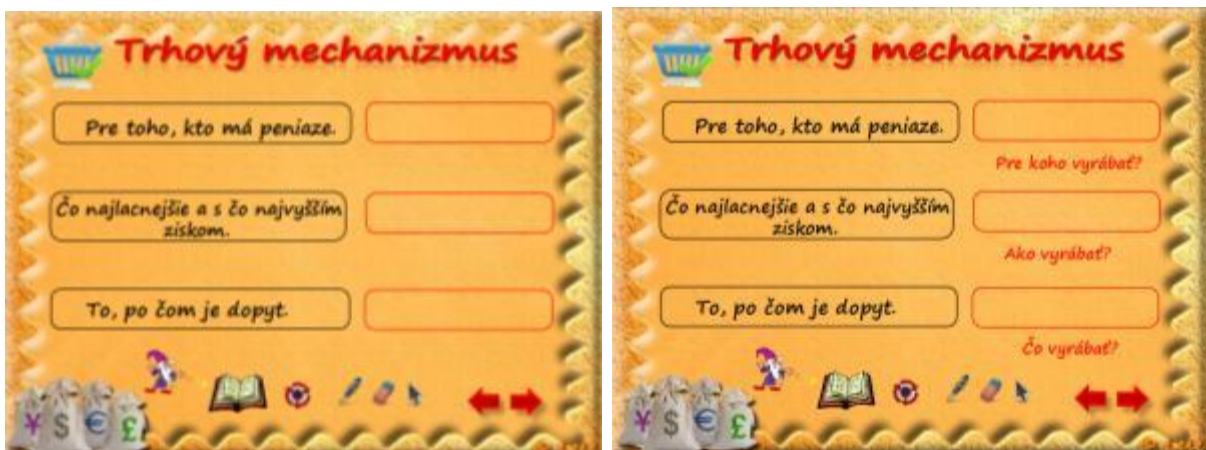 Trhový mechanizmus
Pre toho, kto má peniaze.
Čo najlacnejšie a s čo najvyšším
ziskom.
To, po čom je dopyt.
¥ $ € £
Trhový mechanizmus
Pre toho, kto má peniaze.
Pre koho vyrábať?
Čo najlacnejšie a s čo najvyšším
ziskom.
Ako vyrábať?
To, po čom je dopyt.
Čo vyrábať?
¥ $ € £